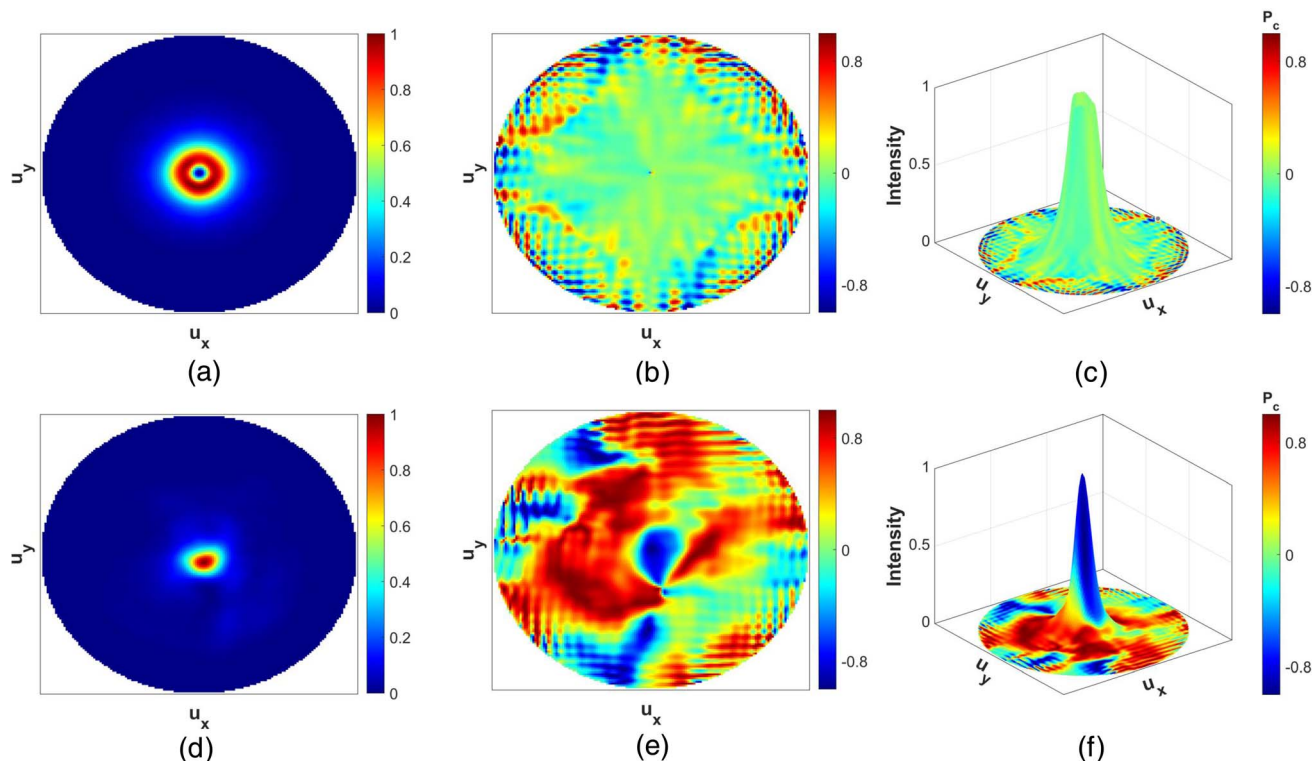 1
0.8
0.6
0.4
0.2
0
u_y
u_x
(a)
0.8
0
-0.8
u_y
u_x
(b)
P_c
1
0.5
0
Intensity
u_y
u_x
0.8
0
-0.8
(c)
1
0.8
0.6
0.4
0.2
0
u_y
u_x
(d)
0.8
0
-0.8
u_y
u_x
(e)
P_c
1
0.5
0
Intensity
u_y
u_x
0.8
0
-0.8
(f)